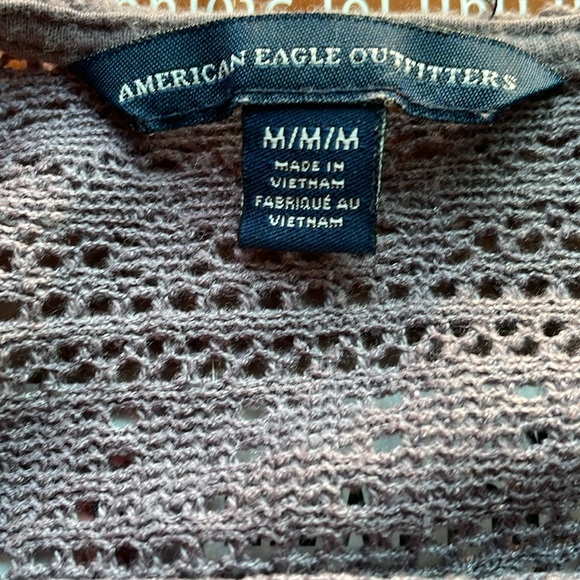 AMERICAN EAGLE OUTFITTERS
M/M/M
MADE IN
VIETNAM
FABRIQUÉ AU
VIETNAM